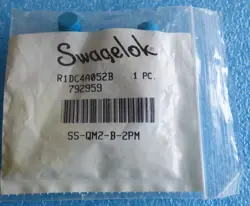 Swagelok
R1DC4A052B 1 PC.
792959
SS-QM2-B-2PM